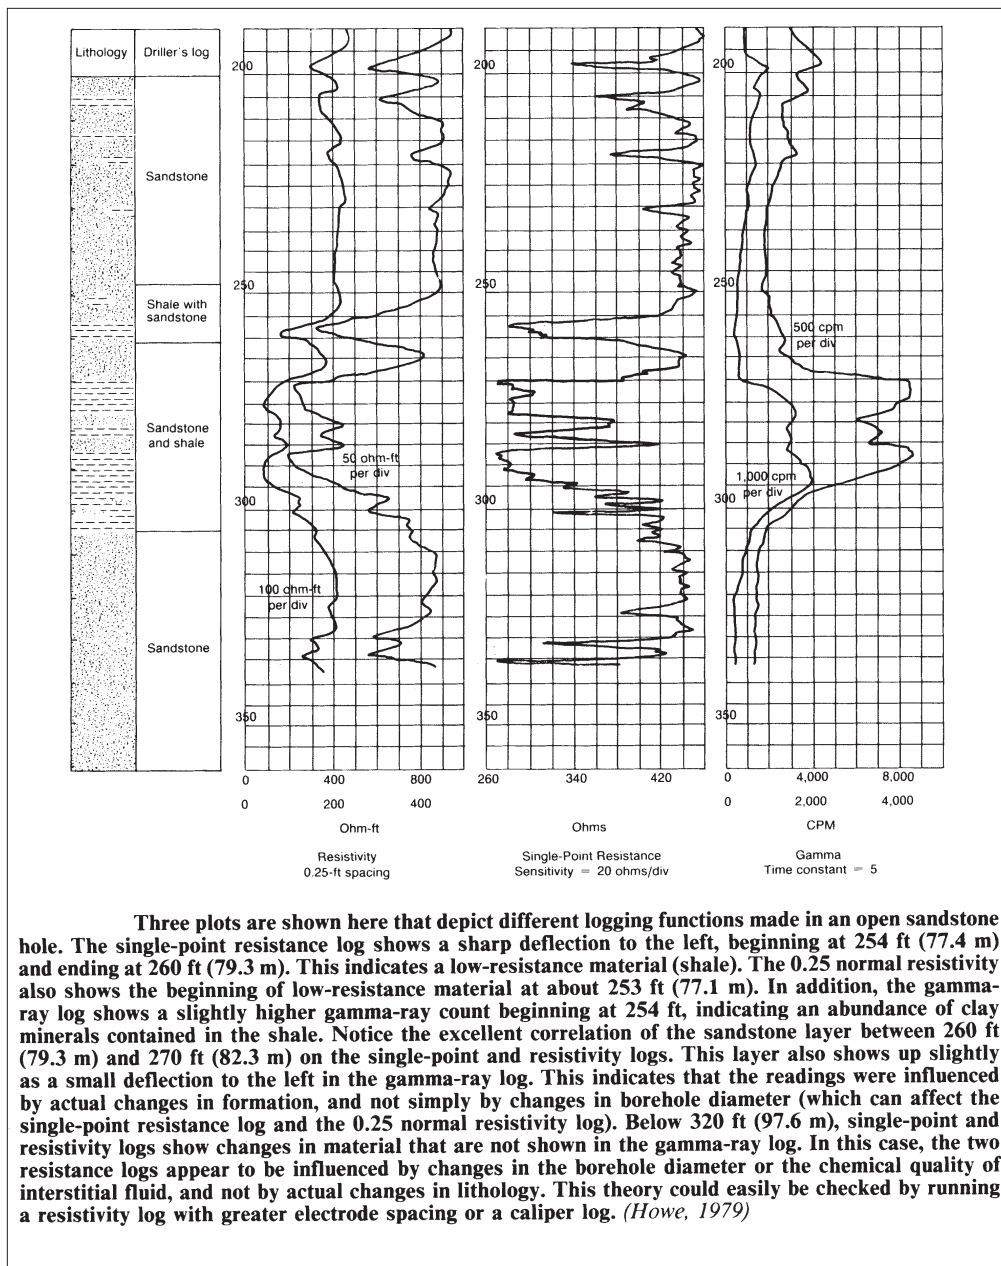 Lithology
Driller's log
Sandstone
Shale with
sandstone
Sandstone
and shale
Sandstone
200
250
300
350
50 ohm-ft
per div
100 ohm-ft
per div
0 400 800
0 200 400
Ohm-ft
Resistivity
0.25-ft spacing
200
250
300
350
260 340 420
Ohms
Single-Point Resistance
Sensitivity = 20 ohms/div
200
250
300
350
500 cpm
per div
1,000 cpm
per div
0 4,000 8,000
0 2,000 4,000
CPM
Gamma
Time constant = 5
Three plots are shown here that depict different logging functions made in an open sandstone
hole. The single-point resistance log shows a sharp deflection to the left, beginning at 254 ft (77.4 m)
and ending at 260 ft (79.3 m). This indicates a low-resistance material (shale). The 0.25 normal resistivity
also shows the beginning of low-resistance material at about 253 ft (77.1 m). In addition, the gamma-
ray log shows a slightly higher gamma-ray count beginning at 254 ft, indicating an abundance of clay
minerals contained in the shale. Notice the excellent correlation of the sandstone layer between 260 ft
(79.3 m) and 270 ft (82.3 m) on the single-point and resistivity logs. This layer also shows up slightly
as a small deflection to the left in the gamma-ray log. This indicates that the readings were influenced
by actual changes in formation, and not simply by changes in borehole diameter (which can affect the
single-point resistance log and the 0.25 normal resistivity log). Below 320 ft (97.6 m), single-point and
resistivity logs show changes in material that are not shown in the gamma-ray log. In this case, the two
resistance logs appear to be influenced by changes in the borehole diameter or the chemical quality of
interstitial fluid, and not by actual changes in lithology. This theory could easily be checked by running
a resistivity log with greater electrode spacing or a caliper log. (Howe, 1979)